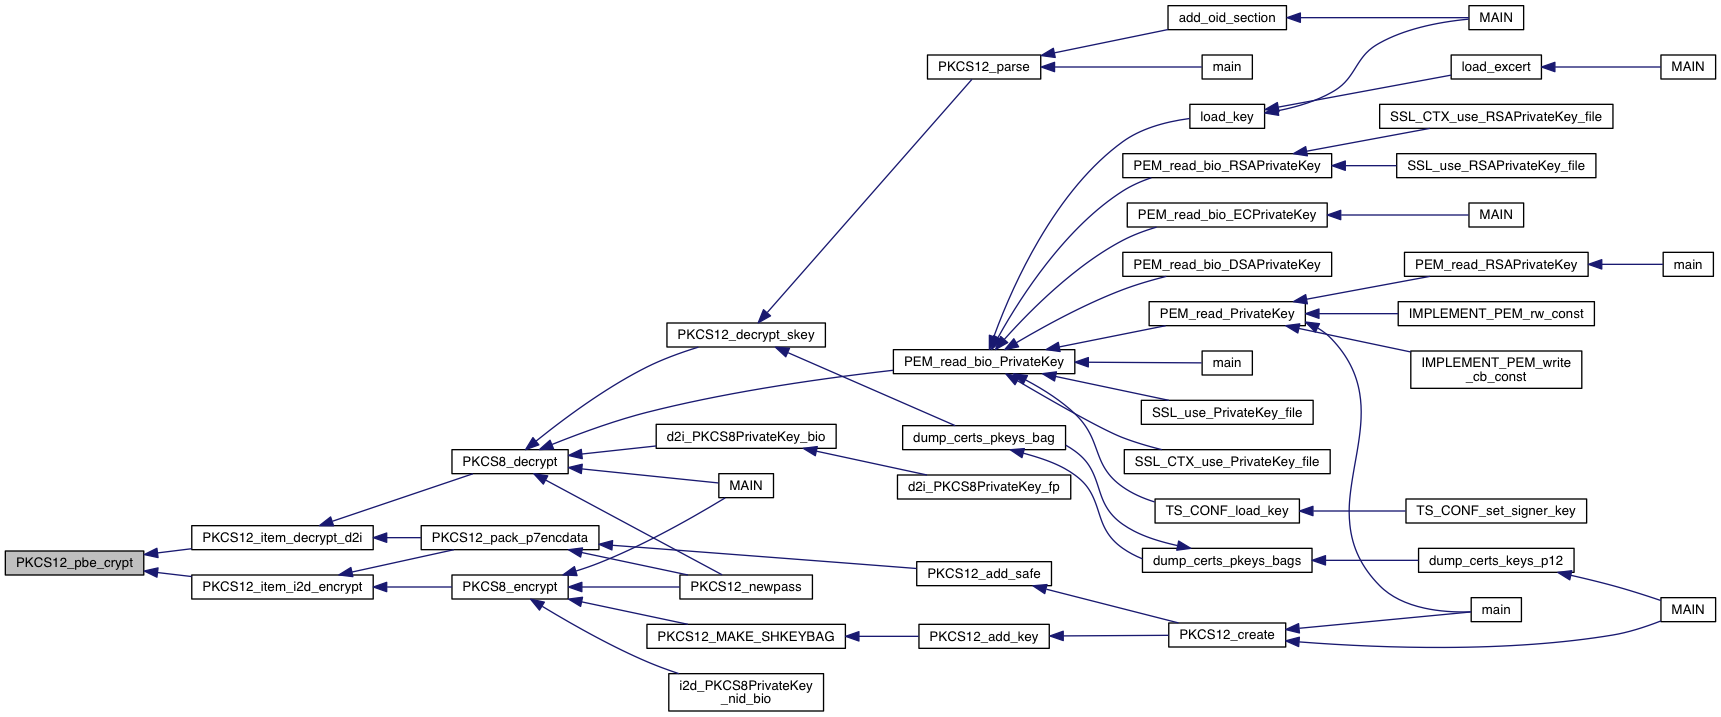 add_oid_section
MAIN
PKCS12_parse
main
load_excert
MAIN
load_key
SSL_CTX_use_RSAPrivateKey_file
PEM_read_bio_RSAPrivateKey
SSL_use_RSAPrivateKey_file
PEM_read_bio_ECPrivateKey
MAIN
PEM_read_bio_DSAPrivateKey
PEM_read_RSAPrivateKey
main
PEM_read_PrivateKey
IMPLEMENT_PEM_rw_const
PKCS12_decrypt_skey
PEM_read_bio_PrivateKey
main
IMPLEMENT_PEM_write
_cb_const
SSL_use_PrivateKey_file
d2i_PKCS8PrivateKey_bio
dump_certs_pkeys_bag
PKCS8_decrypt
SSL_CTX_use_PrivateKey_file
MAIN
d2i_PKCS8PrivateKey_fp
TS_CONF_load_key
TS_CONF_set_signer_key
PKCS12_item_decrypt_d2i
PKCS12_pack_p7encdata
PKCS12_pbe_crypt
dump_certs_pkeys_bags
dump_certs_keys_p12
PKCS12_add_safe
PKCS12_item_i2d_encrypt
PKCS8_encrypt
PKCS12_newpass
main
MAIN
PKCS12_MAKE_SHKEYBAG
PKCS12_add_key
PKCS12_create
i2d_PKCS8PrivateKey
_nid_bio